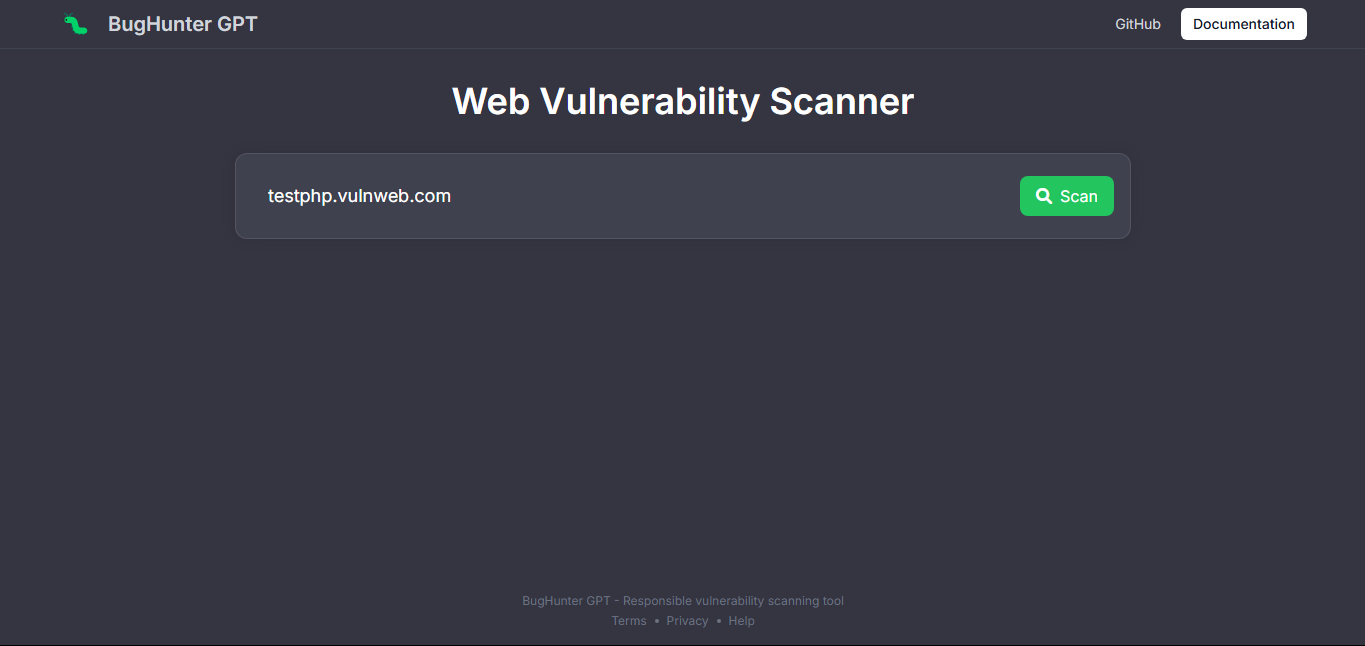 BugHunter GPT
GitHub
Documentation
Web Vulnerability Scanner
testphp.vulnweb.com
Scan
BugHunter GPT - Responsible vulnerability scanning tool
Terms • Privacy • Help